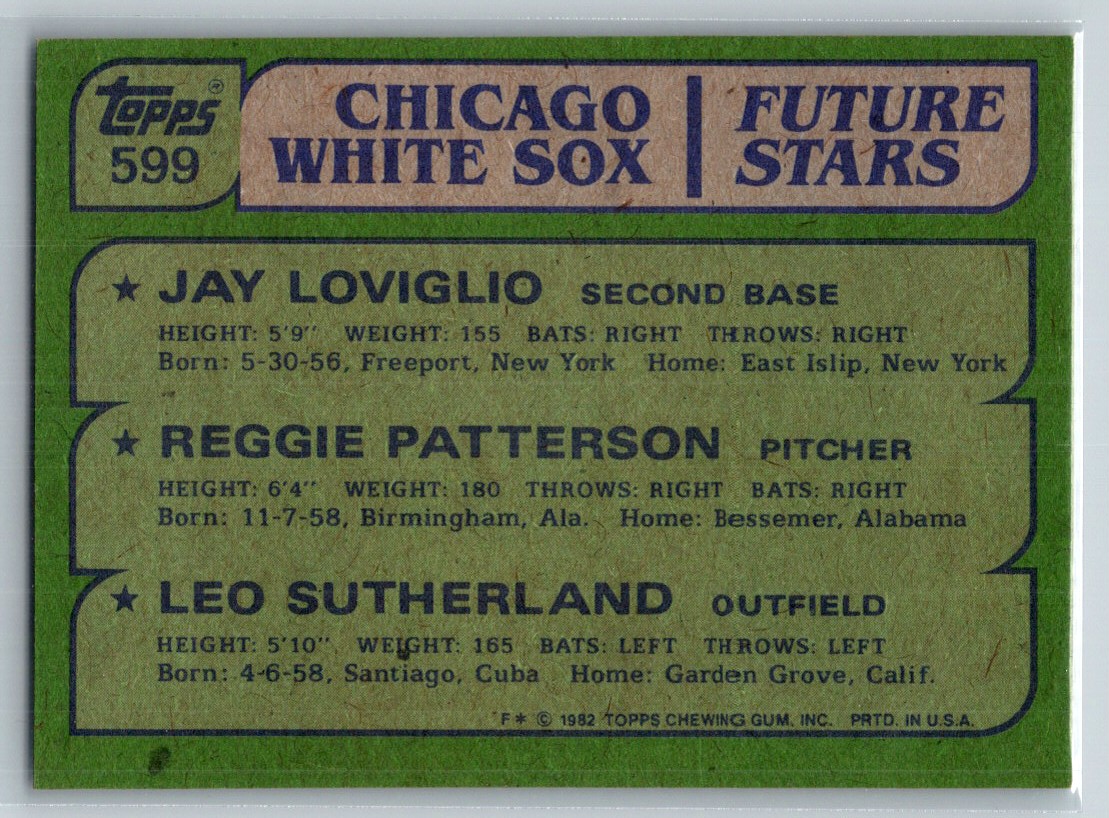 Topps ®
599
CHICAGO
WHITE SOX
FUTURE
STARS
★ JAY LOVIGLIO SECOND BASE
HEIGHT: 5'9" WEIGHT: 155 BATS: RIGHT THROWS: RIGHT
Born: 5-30-56, Freeport, New York Home: East Islip, New York
★ REGGIE PATTERSON PITCHER
HEIGHT: 6'4" WEIGHT: 180 THROWS: RIGHT BATS: RIGHT
Born: 11-7-58, Birmingham, Ala. Home: Bessemer, Alabama
★ LEO SUTHERLAND OUTFIELD
HEIGHT: 5'10" WEIGHT: 165 BATS: LEFT THROWS: LEFT
Born: 4-6-58, Santiago, Cuba Home: Garden Grove, Calif.
F* © 1982 TOPPS CHEWING GUM, INC. PRTD. IN U.S.A.